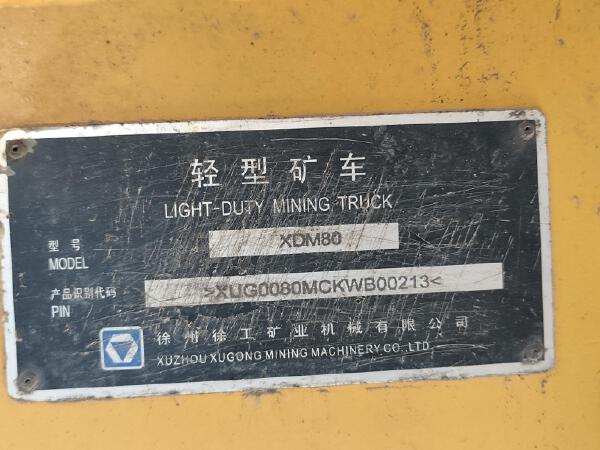 轻型矿车
LIGHT-DUTY MINING TRUCK
型号
MODEL
XDM80
产品识别代码
PIN
>XUG0080MCKWB00213<
徐州徐工矿业机械有限公司
XUZHOU XUGONG MINING MACHINERY CO.,LTD.